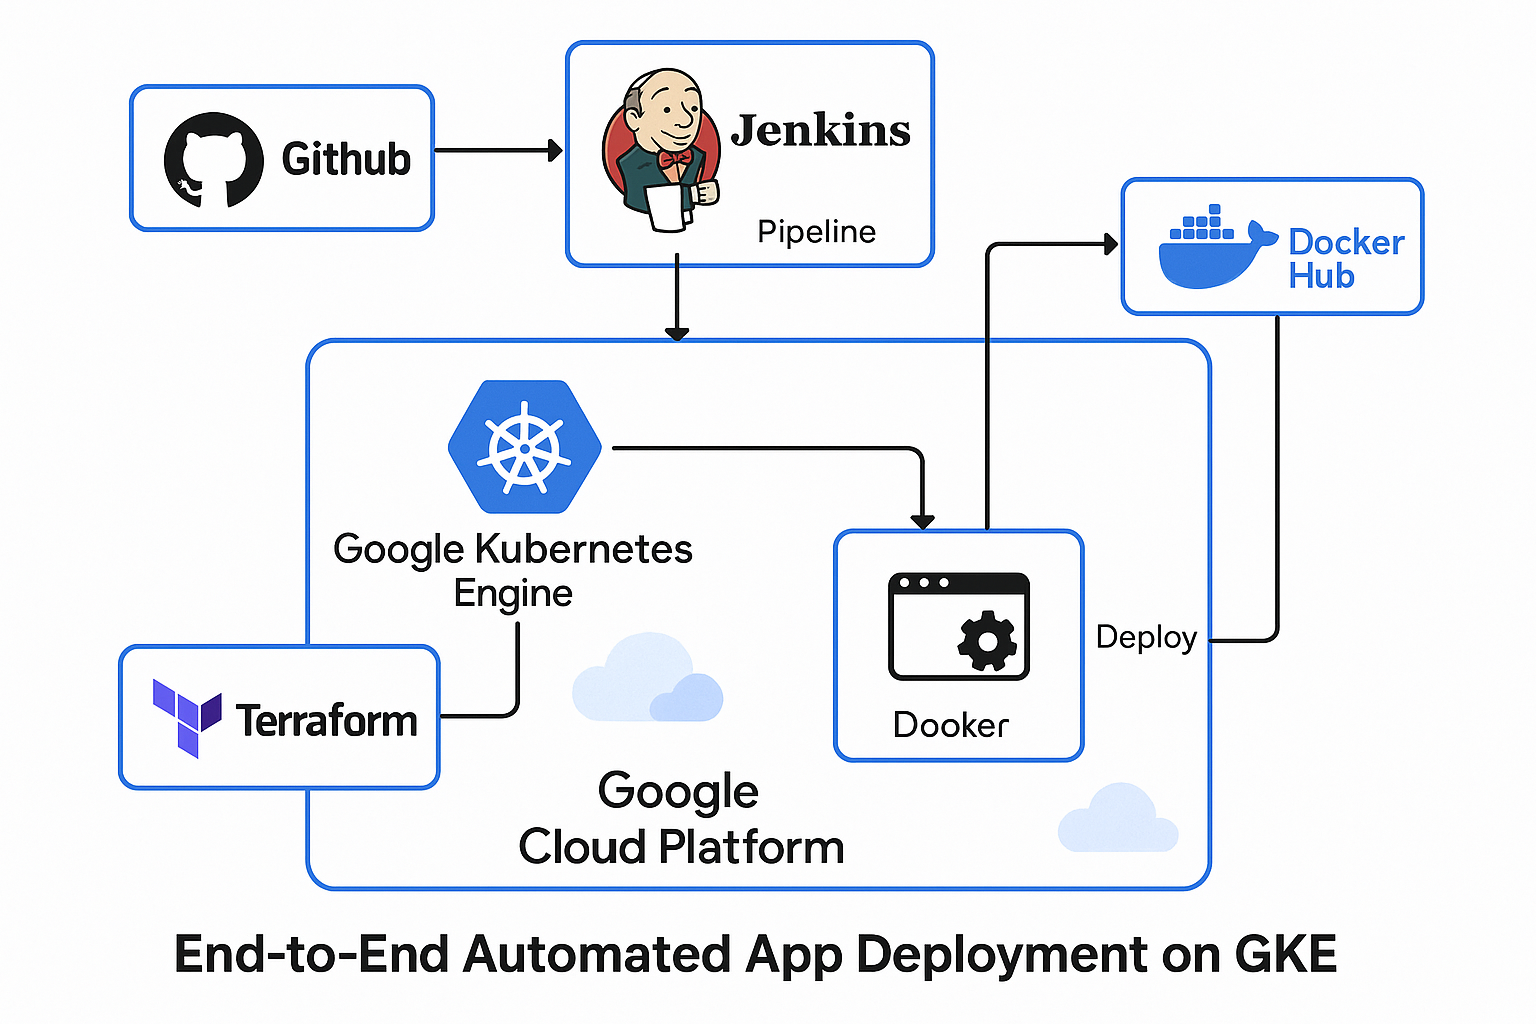 Github
Jenkins
Pipeline
Docker
Hub
Google Kubernetes
Engine
Deploy
Terraform
Dooker
Google
Cloud Platform
End-to-End Automated App Deployment on GKE